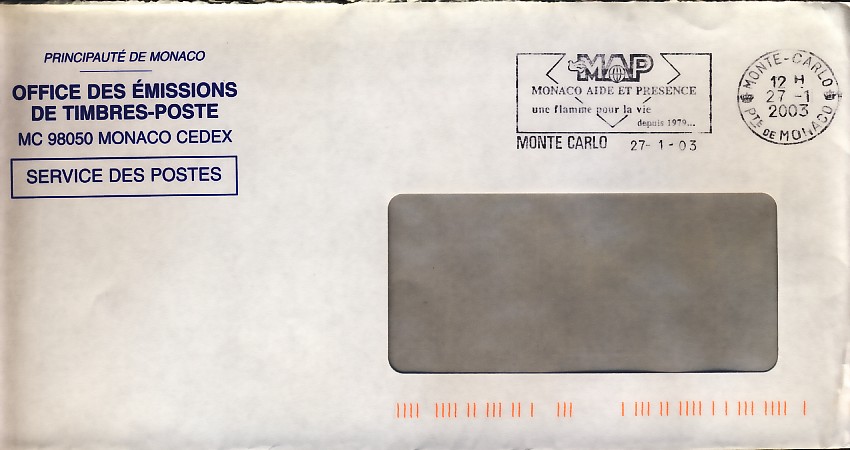 PRINCIPAUTÉ DE MONACO
OFFICE DES ÉMISSIONS
DE TIMBRES-POSTE
MC 98050 MONACO CEDEX
SERVICE DES POSTES
MAP
MONACO AIDE ET PRESENCE
une flamme pour la vie
depuis 1979...
MONTE CARLO 27-1-03
MONTE-CARLO
12 H
27 -1
2003
PTE DE MONACO